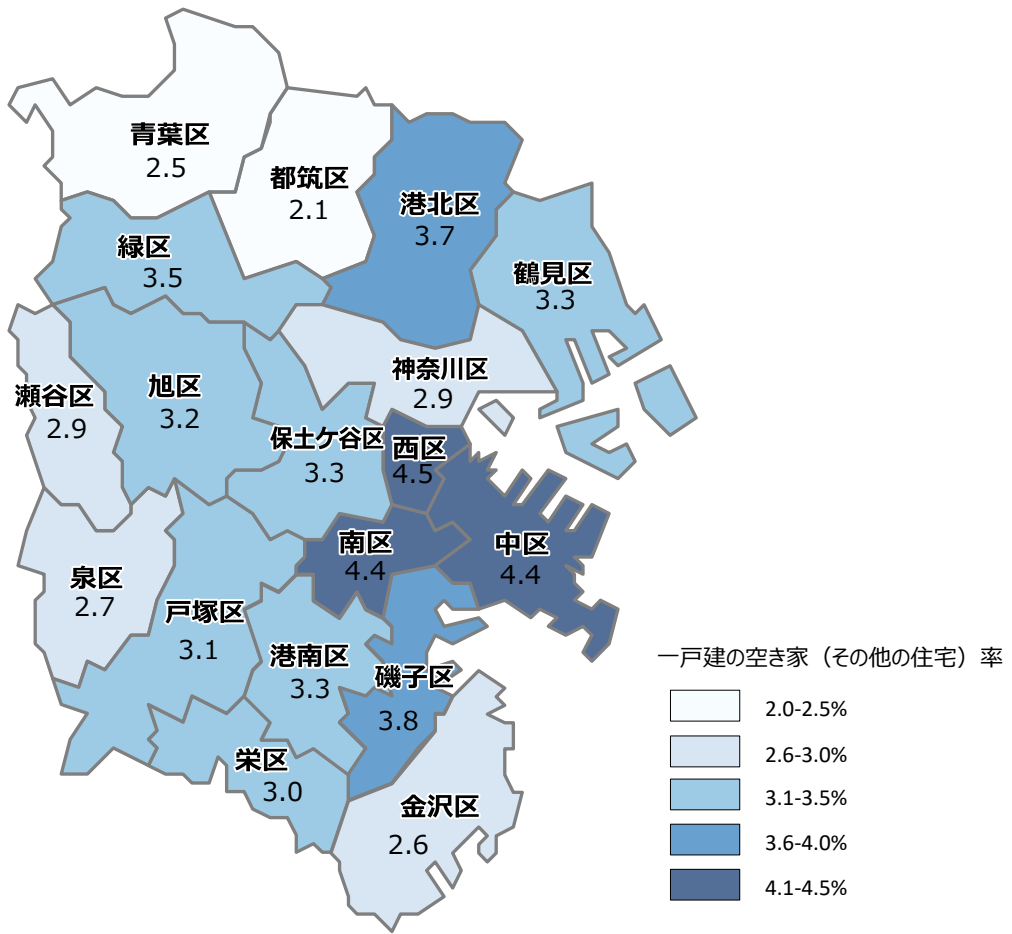 青葉区
2.5
都筑区
2.1
港北区
3.7
緑区
3.5
鶴見区
3.3
神奈川区
2.9
瀬谷区
2.9
旭区
3.2
保土ケ谷区
3.3
西区
4.5
南区
4.4
中区
4.4
泉区
2.7
戸塚区
3.1
港南区
3.3
磯子区
3.8
栄区
3.0
金沢区
2.6
一戸建の空き家（その他の住宅）率
2.0-2.5%
2.6-3.0%
3.1-3.5%
3.6-4.0%
4.1-4.5%